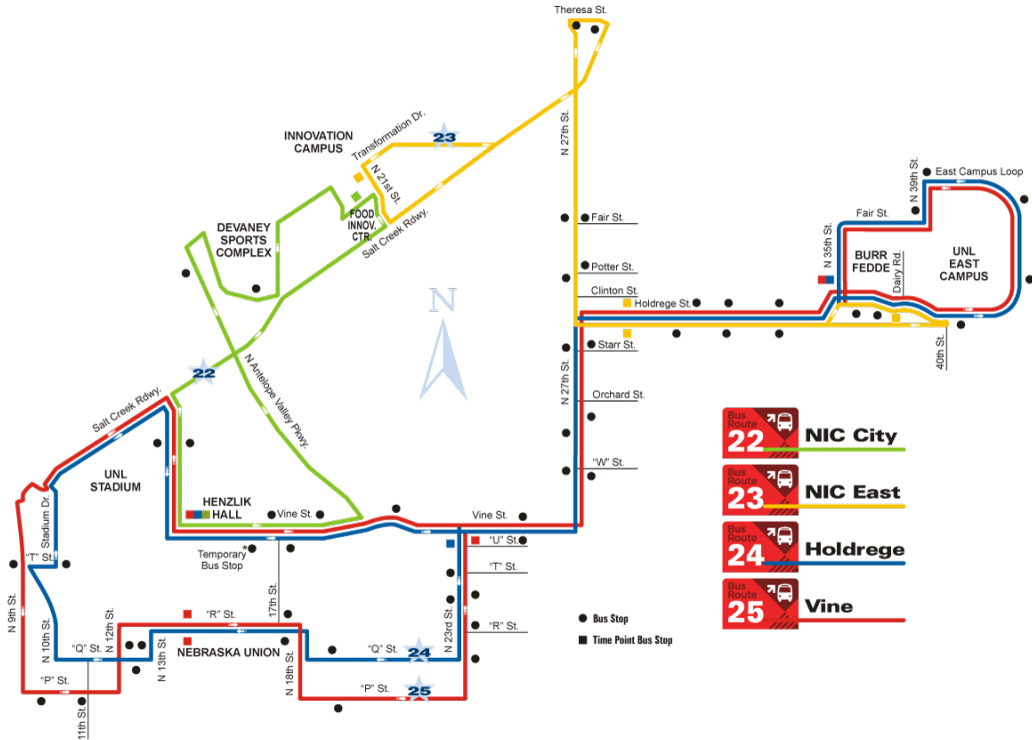 Theresa St.
Transformation Dr.
23
INNOVATION
CAMPUS
N 21st St.
N 27th St.
N 39th St.
East Campus Loop
FOOD
INNOV.
CTR.
Salt Creek Rdwy.
DEVANEY
SPORTS
COMPLEX
Fair St.
Fair St.
N 35th St.
BURR
FEDDE
Dairy Rd.
UNL
EAST
CAMPUS
Potter St.
Clinton St.
Holdrege St.
N
Starr St.
40th St.
22
N Antelope Valley Pkwy.
N 27th St.
Orchard St.
Salt Creek Rdwy.
"W" St.
UNL
STADIUM
Stadium Dr.
HENZLIK
HALL
Vine St.
Vine St.
"U" St.
Temporary
Bus Stop
*
"T" St.
"T" St.
N 9th St.
N 10th St.
N 12th St.
"R" St.
17th St.
N 23rd St.
"R" St.
"Q" St.
N 13th St.
NEBRASKA UNION
N 18th St.
"Q" St.
24
"P" St.
"P" St.
25
11th St.
Bus Stop
Time Point Bus Stop
Bus
Route
22
NIC City
Bus
Route
23
NIC East
Bus
Route
24
Holdrege
Bus
Route
25
Vine